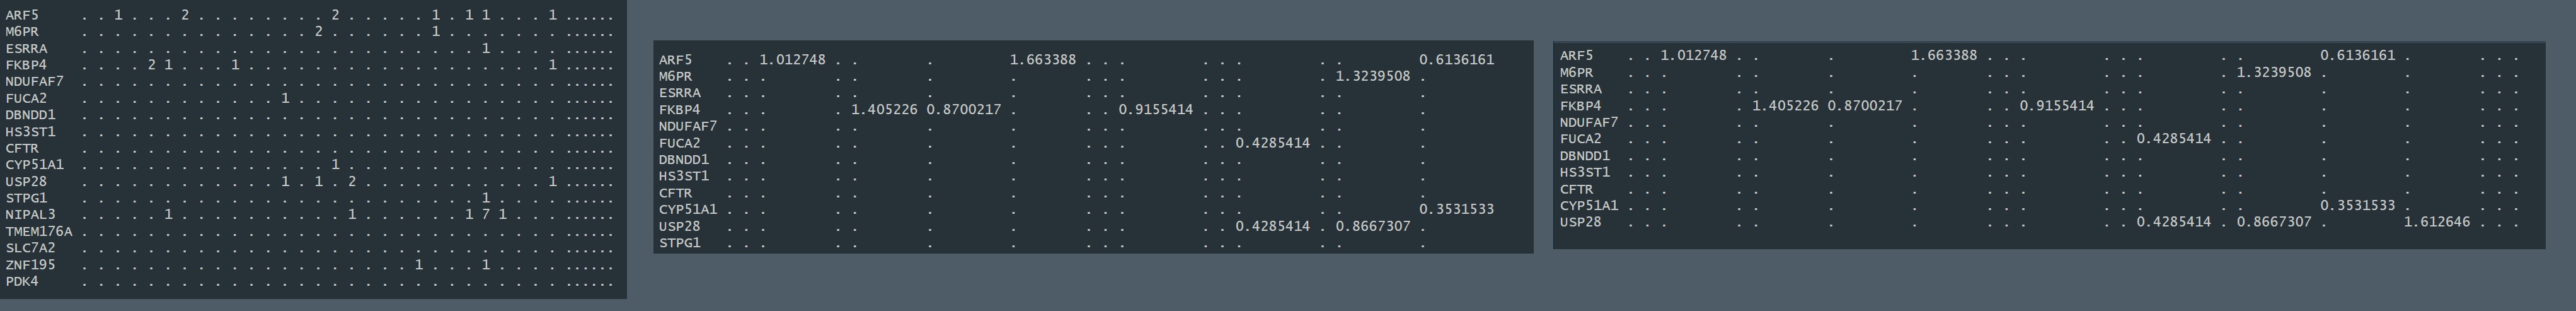 ARF5 . . 1 . . . 2 . . . . . . . . 2 . . . . . 1 . 1 1 . . . 1 ......
M6PR . . . . . . . . . . . . . . 2 . . . . . . 1 . . . . . . . ......
ESRRA . . . . . . . . . . . . . . . . . . . . . . . . 1 . . . . ......
FKBP4 . . . . 2 1 . . . 1 . . . . . . . . . . . . . . . . . . 1 ......
NDUFAF7 . . . . . . . . . . . . . . . . . . . . . . . . . . . . . ......
FUCA2 . . . . . . . . . . . . 1 . . . . . . . . . . . . . . . . ......
DBNDD1 . . . . . . . . . . . . . . . . . . . . . . . . . . . . . ......
HS3ST1 . . . . . . . . . . . . . . . . . . . . . . . . . . . . . ......
CFTR . . . . . . . . . . . . . . . . . . . . . . . . . . . . . ......
CYP51A1 . . . . . . . . . . . . . . . 1 . . . . . . . . . . . . . ......
USP28 . . . . . . . . . . . . 1 . 1 . 2 . . . . . . . . . . . 1 ......
STPG1 . . . . . . . . . . . . . . . . . . . . . . . . 1 . . . . ......
NIPAL3 . . . . . 1 . . . . . . . . . . 1 . . . . . . 1 7 1 . . . ......
TMEM176A . . . . . . . . . . . . . . . . . . . . . . . . . . . . . ......
SLC7A2 . . . . . . . . . . . . . . . . . . . . . . . . . . . . . ......
ZNF195 . . . . . . . . . . . . . . . . . . . . 1 . . . 1 . . . . ......
PDK4 . . . . . . . . . . . . . . . . . . . . . . . . . . . . . ......
ARF5 . . 1.012748 . . . 1.663388 . . . . . . . . 0.6136161
M6PR . . . . . . . . . . . . . . 1.3239508 .
ESRRA . . . . . . . . . . . . . . . .
FKBP4 . . . . 1.405226 0.8700217 . . . 0.9155414 . . . . . .
NDUFAF7 . . . . . . . . . . . . . . . .
FUCA2 . . . . . . . . . . . . 0.4285414 . . .
DBNDD1 . . . . . . . . . . . . . . . .
HS3ST1 . . . . . . . . . . . . . . . .
CFTR . . . . . . . . . . . . . . . .
CYP51A1 . . . . . . . . . . . . . . . 0.3531533
USP28 . . . . . . . . . . . . 0.4285414 . 0.8667307 .
STPG1 . . . . . . . . . . . . . . . .
ARF5 . . 1.012748 . . . 1.663388 . . . . . . . . 0.6136161 . . . .
M6PR . . . . . . . . . . . . . . 1.3239508 . . . . .
ESRRA . . . . . . . . . . . . . . . . . . . .
FKBP4 . . . . 1.405226 0.8700217 . . . 0.9155414 . . . . . . . . . .
NDUFAF7 . . . . . . . . . . . . . . . . . . . .
FUCA2 . . . . . . . . . . . . 0.4285414 . . . . . . .
DBNDD1 . . . . . . . . . . . . . . . . . . . .
HS3ST1 . . . . . . . . . . . . . . . . . . . .
CFTR . . . . . . . . . . . . . . . . . . . .
CYP51A1 . . . . . . . . . . . . . . . 0.3531533 . . . .
USP28 . . . . . . . . . . . . 0.4285414 . 0.8667307 . 1.612646 . . .